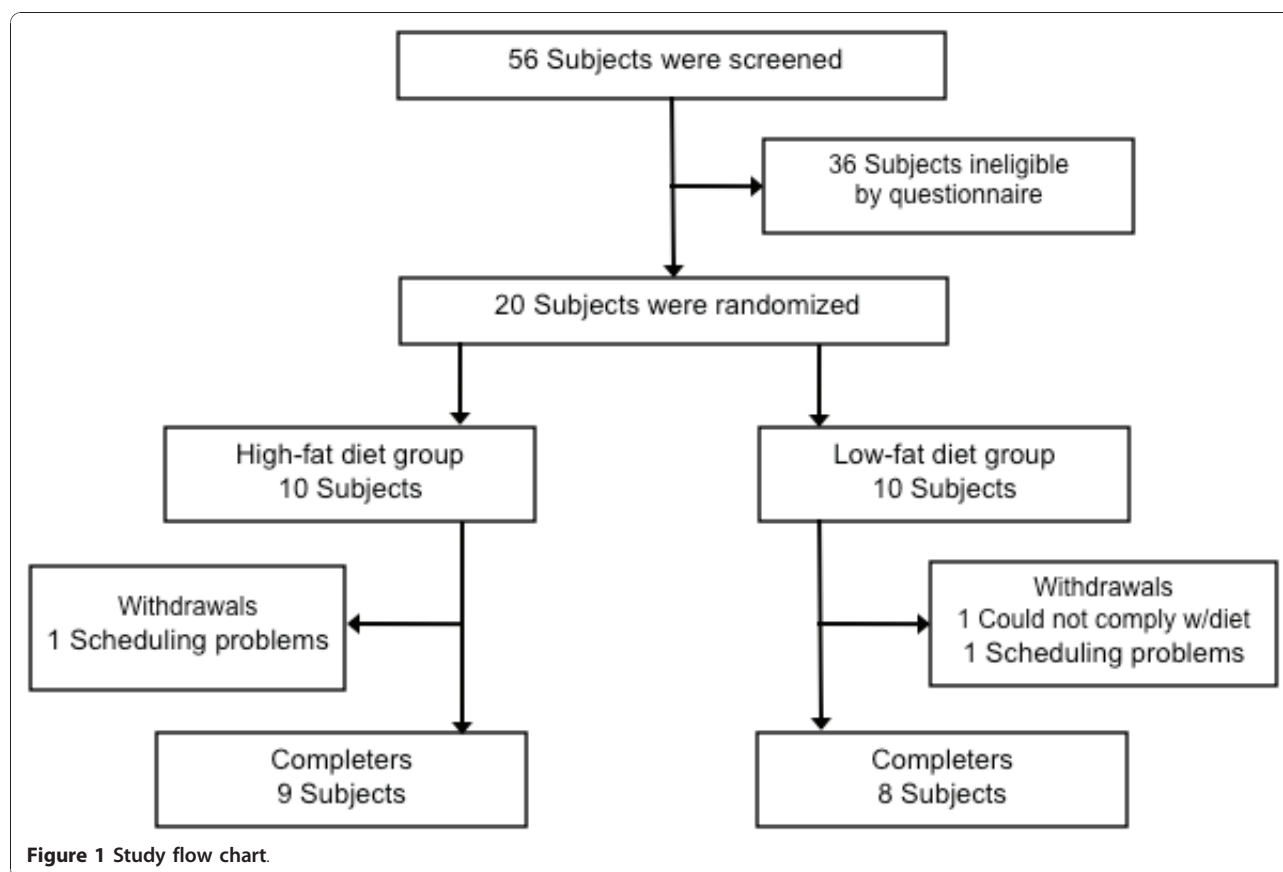 56 Subjects were screened
36 Subjects ineligible
by questionnaire
20 Subjects were randomized
High-fat diet group
10 Subjects
Low-fat diet group
10 Subjects
Withdrawals
1 Scheduling problems
Withdrawals
1 Could not comply w/diet
1 Scheduling problems
Completers
9 Subjects
Completers
8 Subjects
Figure 1 Study flow chart.